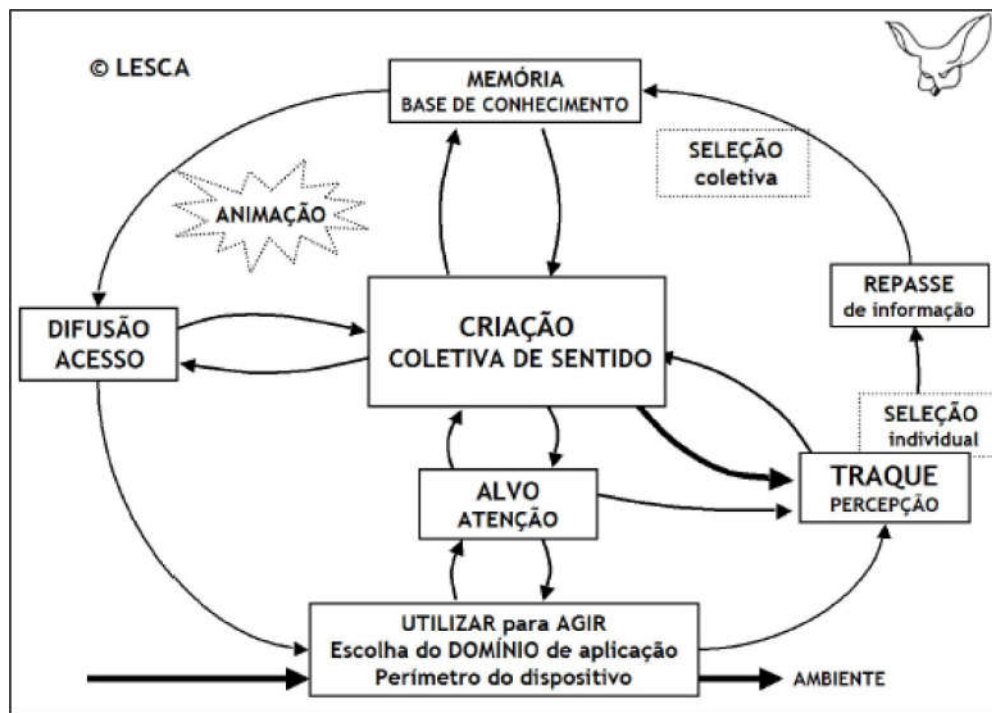 © LESCA
MEMÓRIA
BASE DE CONHECIMENTO
SELEÇÃO
coletiva
ANIMAÇÃO
REPASSE
de informação
DIFUSÃO
ACESSO
CRIAÇÃO
COLETIVA DE SENTIDO
SELEÇÃO
individual
TRAQUE
PERCEPÇÃO
ALVO
ATENÇÃO
UTILIZAR para AGIR
Escolha do DOMÍNIO de aplicação
Perímetro do dispositivo
AMBIENTE